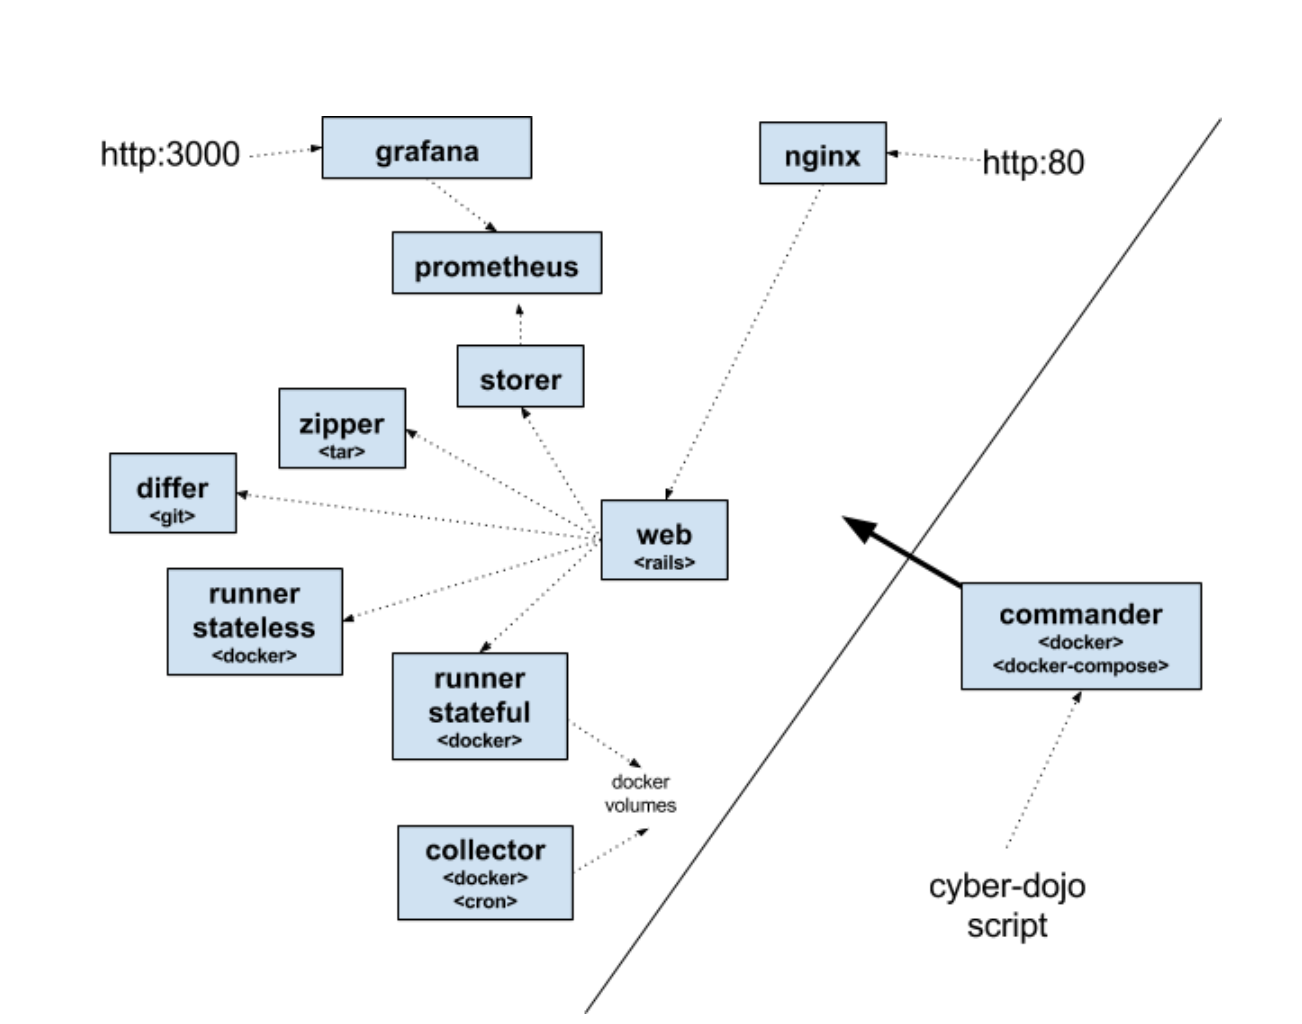 http:3000
grafana
nginx
http:80
prometheus
storer
zipper
<tar>
differ
<git>
web
<rails>
runner
stateless
<docker>
commander
<docker>
<docker-compose>
runner
stateful
<docker>
docker
volumes
collector
<docker>
<cron>
cyber-dojo
script